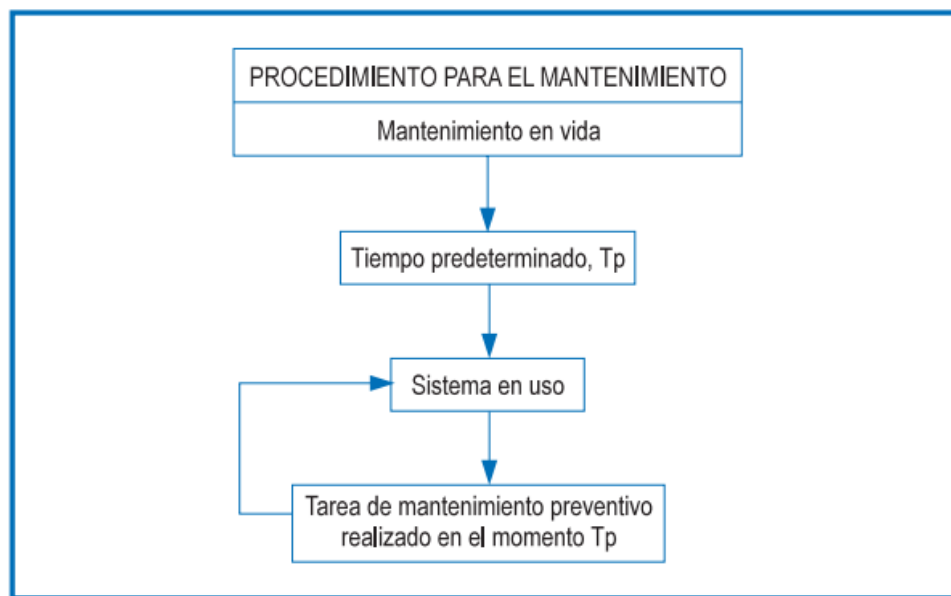 PROCEDIMIENTO PARA EL MANTENIMIENTO
Mantenimiento en vida
Tiempo predeterminado, Tp
Sistema en uso
Tarea de mantenimiento preventivo
realizado en el momento Tp